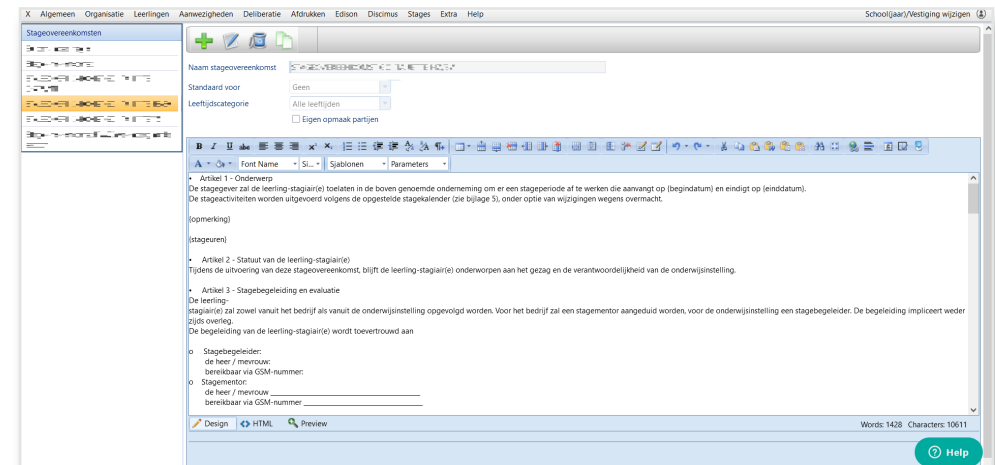 X Algemeen Organisatie Leerlingen Aanwezigheden Deliberatie Afdrukken Edison Discimus Stages Extra Help School(jaar)/Vestiging wijzigen
Stageovereenkomsten
Naam stageovereenkomst
Standaard voor Geen
Leeftijdscategorie Alle leeftijden
Eigen opmaak partijen
B I U abc
A Font Name Si... Sjablonen Parameters
• Artikel 1 - Onderwerp
De stagegever zal de leerling-stagiair(e) toelaten in de boven genoemde onderneming om er een stageperiode af te werken die aanvangt op {begindatum} en eindigt op {einddatum}.
De stageactiviteiten worden uitgevoerd volgens de opgestelde stagekalender (zie bijlage 5), onder optie van wijzigingen wegens overmacht.
{opmerking}
{stageuren}
• Artikel 2 - Statuut van de leerling-stagiair(e)
Tijdens de uitvoering van deze stageovereenkomst, blijft de leerling-stagiair(e) onderworpen aan het gezag en de verantwoordelijkheid van de onderwijsinstelling.
• Artikel 3 - Stagebegeleiding en evaluatie
De leerling-
stagiair(e) zal zowel vanuit het bedrijf als vanuit de onderwijsinstelling opgevolgd worden. Voor het bedrijf zal een stagementor aangeduid worden, voor de onderwijsinstelling een stagebegeleider. De begeleiding impliceert weder
zijds overleg.
De begeleiding van de leerling-stagiair(e) wordt toevertrouwd aan
o Stagebegeleider:
de heer / mevrouw:
bereikbaar via GSM-nummer:
o Stagementor:
de heer / mevrouw ____________________
bereikbaar via GSM-nummer ____________________
Design HTML Preview Words: 1428 Characters: 10611
Help